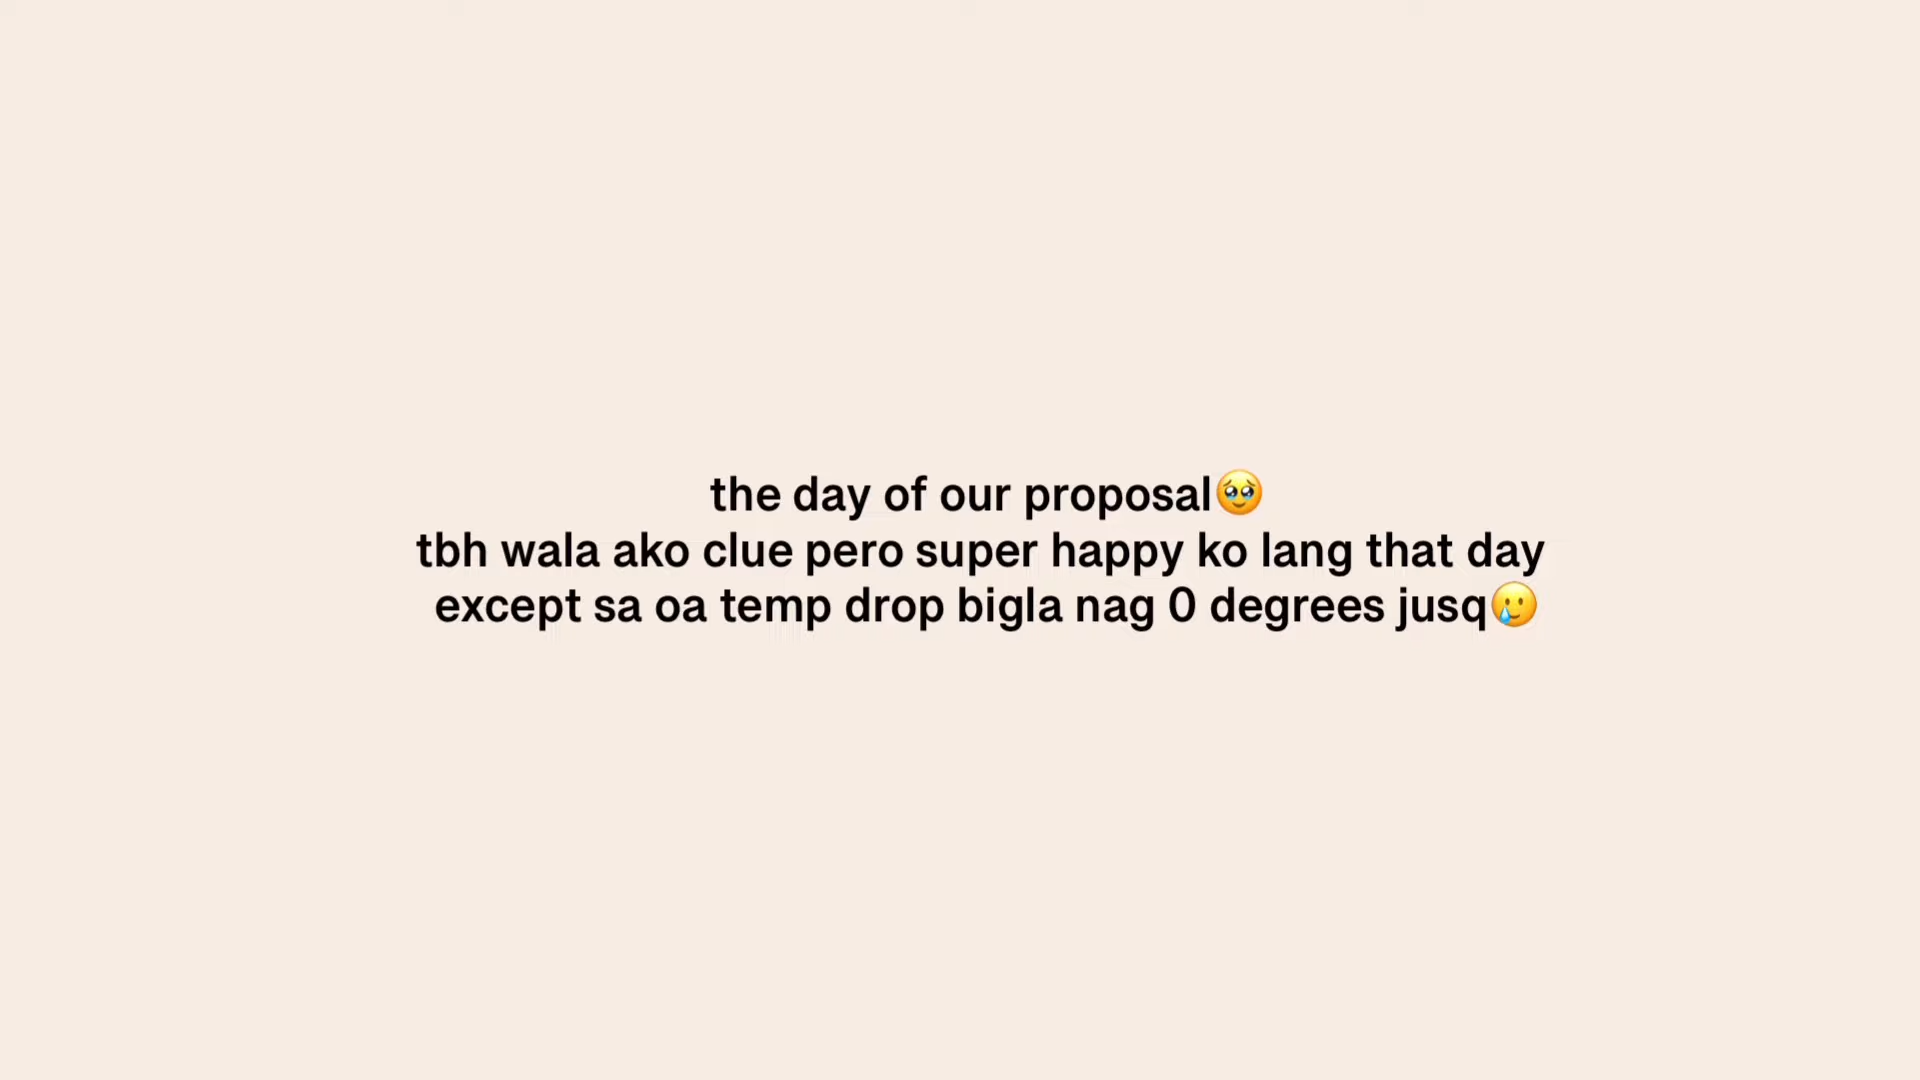 the day of our proposal🥹
tbh wala ako clue pero super happy ko lang that day
except sa oa temp drop bigla nag 0 degrees jusq🥲